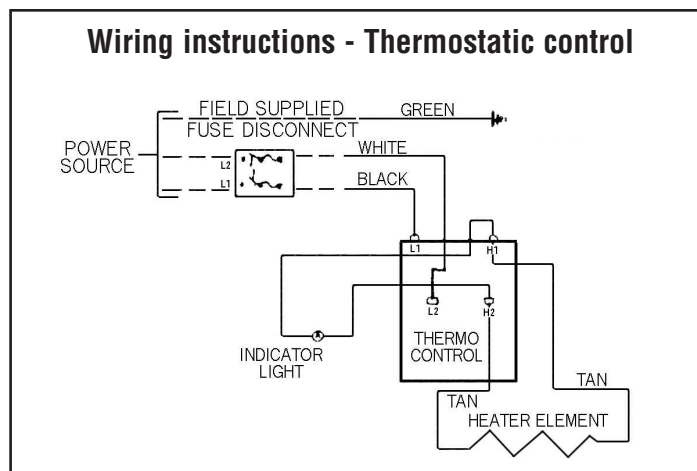 Wiring instructions - Thermostatic control
FIELD SUPPLIED
GREEN
FUSE DISCONNECT
POWER
SOURCE
WHITE
L2
L1
BLACK
L1
H1
L2
H2
THERMO
CONTROL
INDICATOR
LIGHT
TAN
TAN
HEATER ELEMENT